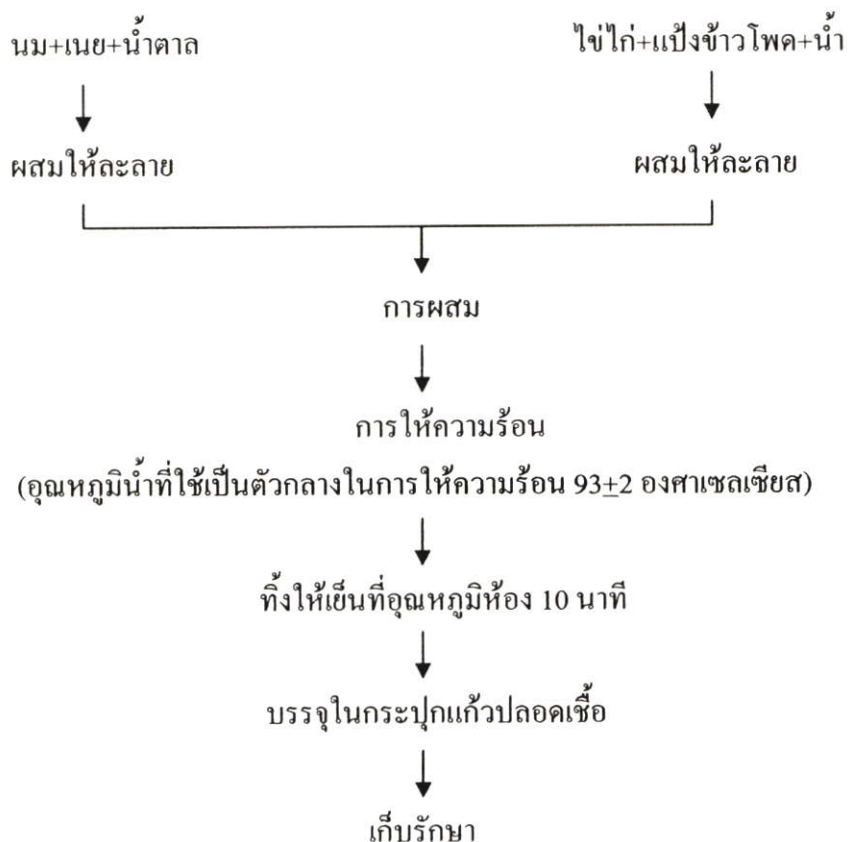 นม+เนย+น้ำตาล
ไข่ไก่+แป้งข้าวโพด+น้ำ
ผสมให้ละลาย
ผสมให้ละลาย
การผสม
การให้ความร้อน
(อุณหภูมิน้ำที่ใช้เป็นตัวกลางในการให้ความร้อน 93±2 องศาเซลเซียส)
ทิ้งให้เย็นที่อุณหภูมิห้อง 10 นาที
บรรจุในกระปุกแก้วปลอดเชื้อ
เก็บรักษา